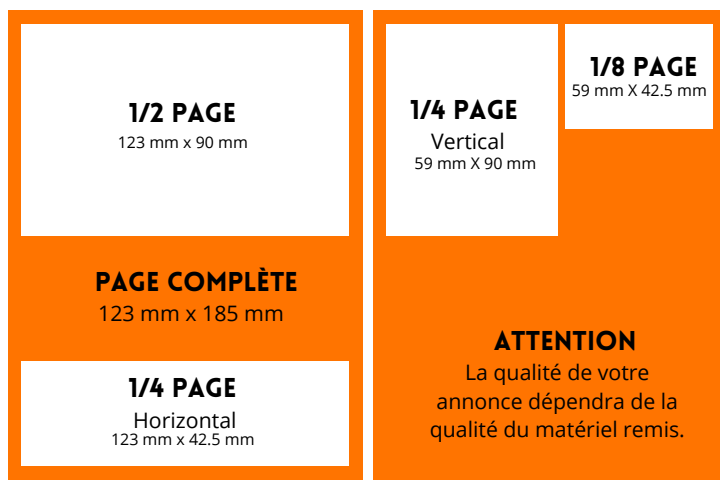 1/2 PAGE
123 mm x 90 mm
PAGE COMPLÈTE
123 mm x 185 mm
1/4 PAGE
Horizontal
123 mm x 42.5 mm
1/4 PAGE
Vertical
59 mm X 90 mm
1/8 PAGE
59 mm X 42.5 mm
ATTENTION
La qualité de votre
annonce dépendra de la
qualité du matériel remis.